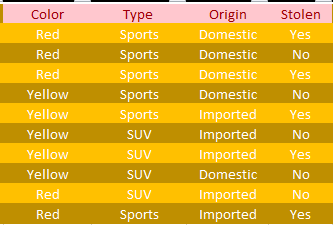 Color Type Origin Stolen
Red Sports Domestic Yes
Red Sports Domestic No
Red Sports Domestic Yes
Yellow Sports Domestic No
Yellow Sports Imported Yes
Yellow SUV Imported No
Yellow SUV Imported Yes
Yellow SUV Domestic No
Red SUV Imported No
Red Sports Imported Yes